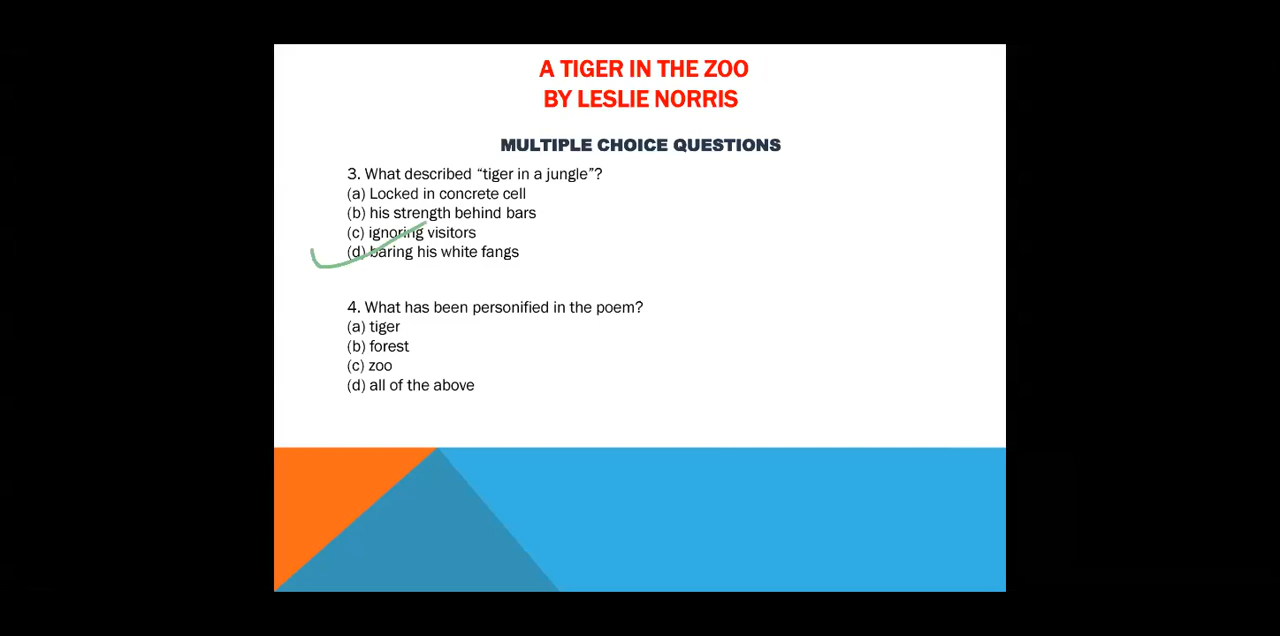 A TIGER IN THE ZOO
BY LESLIE NORRIS
MULTIPLE CHOICE QUESTIONS
3. What described “tiger in a jungle”?
(a) Locked in concrete cell
(b) his strength behind bars
(c) ignoring visitors
(d) baring his white fangs
4. What has been personified in the poem?
(a) tiger
(b) forest
(c) zoo
(d) all of the above